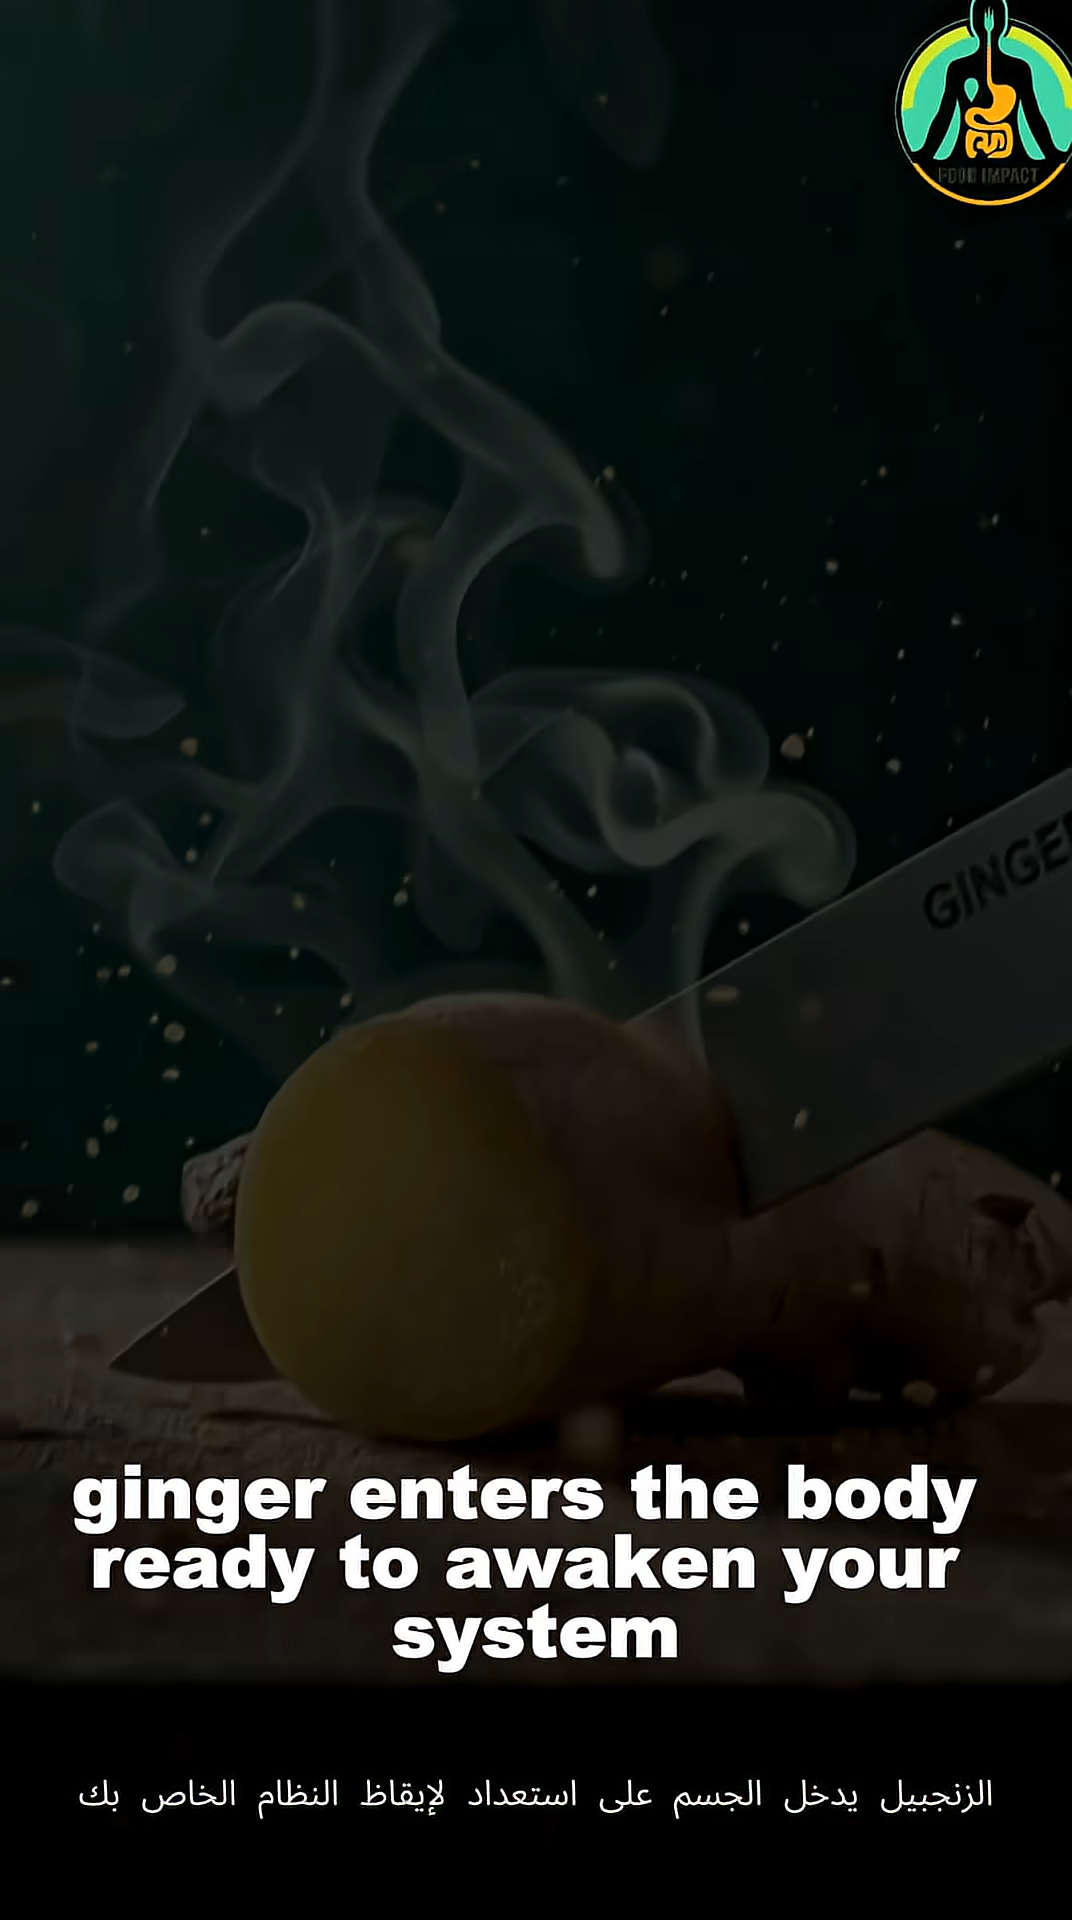 FOOD IMPACT
GINGER
ginger enters the body
ready to awaken your
system
الزنجبيل يدخل الجسم على استعداد لإيقاظ النظام الخاص بك